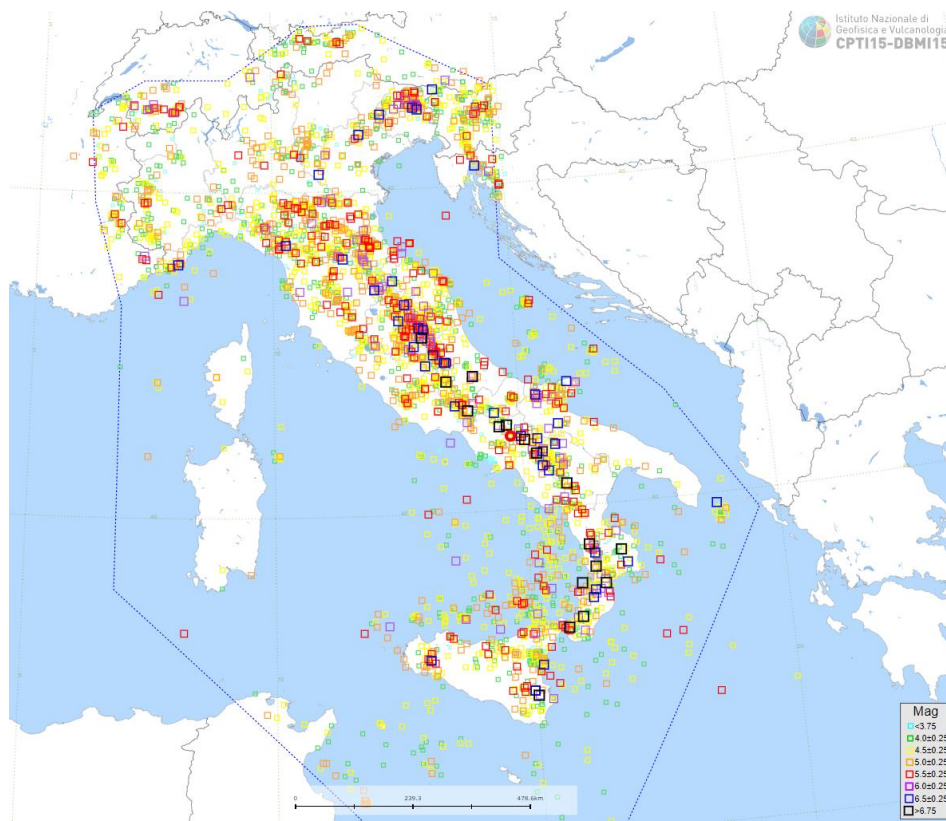 Istituto Nazionale di
Geofisica e Vulcanologia
CPTI15-DBMI15
0
239.3
478.6km
Mag
<3.75
4.0±0.25
4.5±0.25
5.0±0.25
5.5±0.25
6.0±0.25
6.5±0.25
>6.75